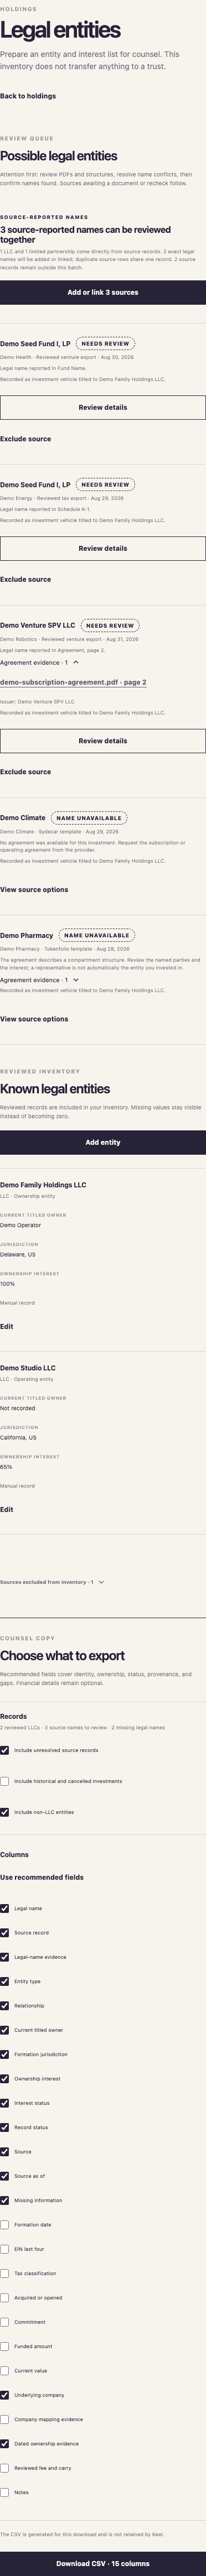 HOLDINGS
Legal entities
Prepare an entity and interest list for counsel. This
inventory does not transfer anything to a trust.
Back to holdings
REVIEW QUEUE
Possible legal entities
Attention first: review PDFs and structures, resolve name conflicts, then
confirm names found. Sources awaiting a document or recheck follow.
SOURCE-REPORTED NAMES
3 source-reported names can be reviewed
together
1 LLC and 1 limited partnership come directly from source records. 2 exact legal
names will be added or linked; duplicate source rows share one record. 2 source
records remain outside this batch.
Add or link 3 sources
Demo Seed Fund I, LP NEEDS REVIEW
Demo Health · Reviewed venture export · Aug 30, 2026
Legal name reported in Fund Name.
Recorded as investment vehicle titled to Demo Family Holdings LLC.
Review details
Exclude source
Demo Seed Fund I, LP NEEDS REVIEW
Demo Energy · Reviewed tax export · Aug 29, 2026
Legal name reported in Schedule K-1.
Recorded as investment vehicle titled to Demo Family Holdings LLC.
Review details
Exclude source
Demo Venture SPV LLC NEEDS REVIEW
Demo Robotics · Reviewed venture export · Aug 31, 2026
Legal name reported in Agreement, page 2.
Agreement evidence · 1
demo-subscription-agreement.pdf · page 2
Issuer: Demo Venture SPV LLC
Recorded as investment vehicle titled to Demo Family Holdings LLC.
Review details
Exclude source
Demo Climate NAME UNAVAILABLE
Demo Climate · Sydecar template · Aug 29, 2026
No agreement was available for this investment. Request the subscription or
operating agreement from the provider.
Recorded as investment vehicle titled to Demo Family Holdings LLC.
View source options
Demo Pharmacy NAME UNAVAILABLE
Demo Pharmacy · Tokenfolio template · Aug 28, 2026
The agreement describes a compartment structure. Review the named parties and
the interest; a representative is not automatically the entity you invested in.
Agreement evidence · 1
Recorded as investment vehicle titled to Demo Family Holdings LLC.
View source options
REVIEWED INVENTORY
Known legal entities
Reviewed records are included in your inventory. Missing values stay visible
instead of becoming zero.
Add entity
Demo Family Holdings LLC
LLC · Ownership entity
CURRENT TITLED OWNER
Demo Operator
JURISDICTION
Delaware, US
OWNERSHIP INTEREST
100%
Manual record
Edit
Demo Studio LLC
LLC · Operating entity
CURRENT TITLED OWNER
Not recorded
JURISDICTION
California, US
OWNERSHIP INTEREST
65%
Manual record
Edit
Sources excluded from inventory · 1
COUNSEL COPY
Choose what to export
Recommended fields cover identity, ownership, status, provenance, and
gaps. Financial details remain optional.
Records
2 reviewed LLCs · 3 source names to review · 2 missing legal names
Include unresolved source records
Include historical and cancelled investments
Include non-LLC entities
Columns
Use recommended fields
Legal name
Source record
Legal-name evidence
Entity type
Relationship
Current titled owner
Formation jurisdiction
Ownership interest
Interest status
Record status
Source
Source as of
Missing information
Formation date
EIN last four
Tax classification
Acquired or opened
Commitment
Funded amount
Current value
Underlying company
Company mapping evidence
Dated ownership evidence
Reviewed fee and carry
Notes
The CSV is generated for this download and is not retained by Keel.
Download CSV · 15 columns